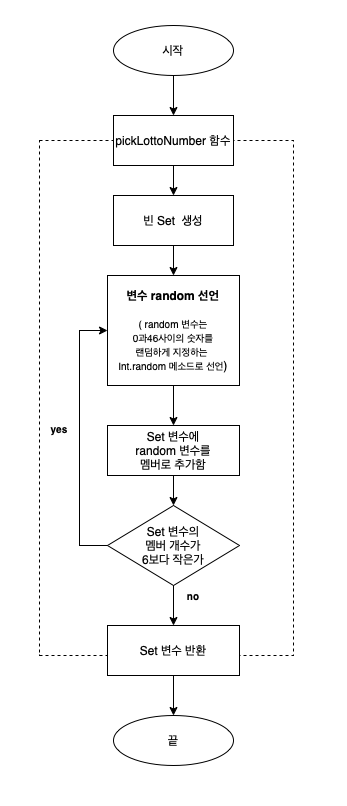 시작
pickLottoNumber 함수
빈 Set 생성
변수 random 선언
( random 변수는
0과46사이의 숫자를
랜덤하게 지정하는
Int.random 메소드로 선언)
yes
Set 변수에
random 변수를
멤버로 추가함
Set 변수의
멤버 개수가
6보다 작은가
no
Set 변수 반환
끝